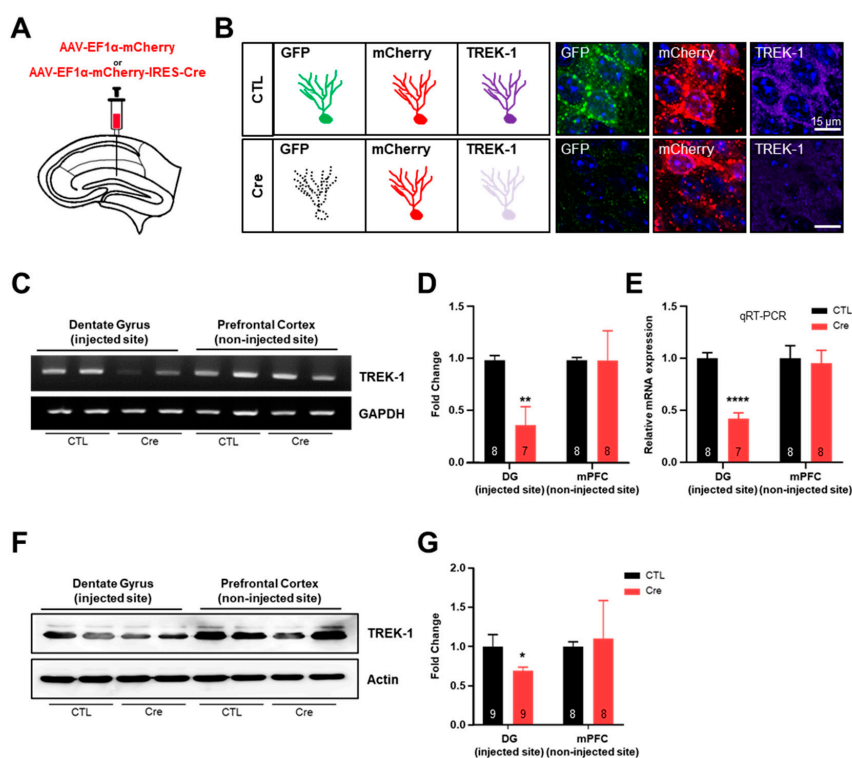 A
AAV-EF1α-mCherry
or
AAV-EF1α-mCherry-IRES-Cre
B
GFP mCherry TREK-1 GFP mCherry TREK-1
CTL
15 µm
GFP mCherry TREK-1 GFP mCherry TREK-1
Cre
C
Dentate Gyrus Prefrontal Cortex
(injected site) (non-injected site)
TREK-1
GAPDH
CTL Cre CTL Cre
D
Fold Change
1.5
1.0
0.5
0.0
**
8 7 8 8
DG mPFC
(injected site) (non-injected site)
E
qRT-PCR
CTL
Cre
Relative mRNA expression
1.5
1.0
0.5
0.0
****
8 7 8 8
DG mPFC
(injected site) (non-injected site)
F
Dentate Gyrus Prefrontal Cortex
(injected site) (non-injected site)
TREK-1
Actin
CTL Cre CTL Cre
G
CTL
Cre
Fold Change
2.0
1.5
1.0
0.5
0.0
*
9 9 8 8
DG mPFC
(injected site) (non-injected site)